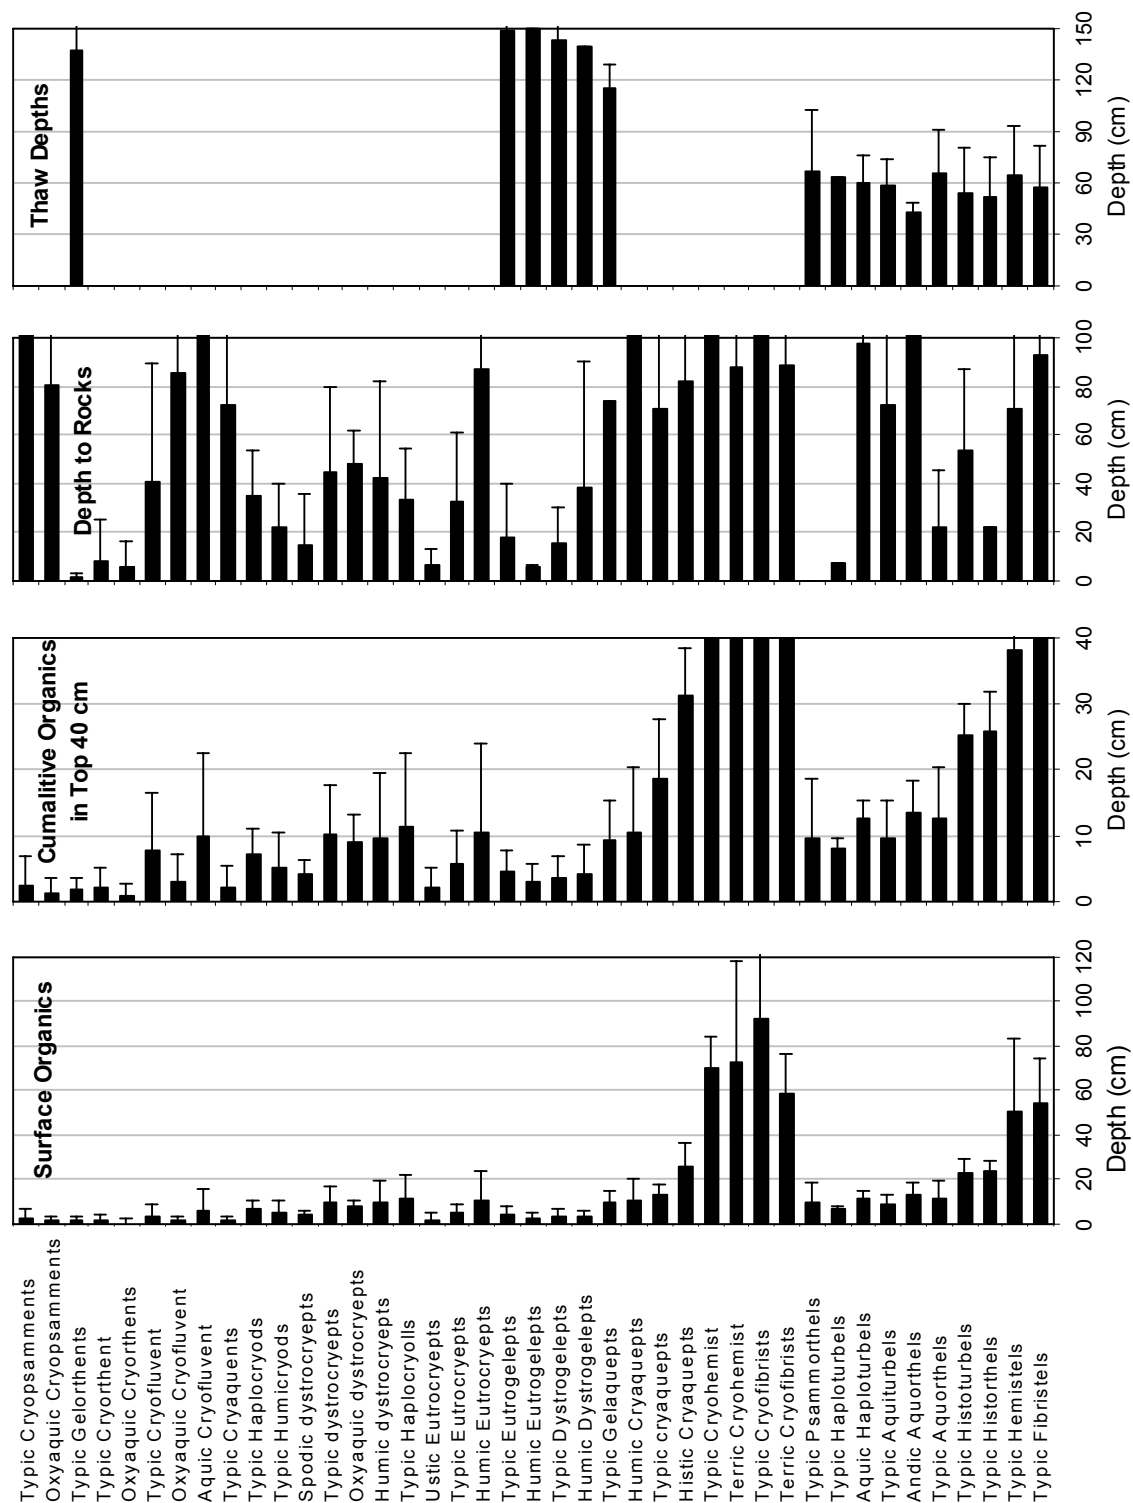 Thaw Depths
150
120
90
60
30
0
Depth (cm)
Depth to Rocks
100
80
60
40
20
0
Depth (cm)
Cumalitive Organics
in Top 40 cm
40
30
20
10
0
Depth (cm)
Surface Organics
120
100
80
60
40
20
0
Depth (cm)
Typic Cryopsamments
Oxyaquic Cryopsamments
Typic Gelorthents
Typic Cryorthent
Oxyaquic Cryorthents
Typic Cryofluvent
Oxyaquic Cryofluvent
Aquic Cryofluvent
Typic Cryaquents
Typic Haplocryods
Typic Humicryods
Spodic dystrocryepts
Typic dystrocryepts
Oxyaquic dystrocryepts
Humic dystrocryepts
Typic Haplocryolls
Ustic Eutrocryepts
Typic Eutrocryepts
Humic Eutrocryepts
Typic Eutrogelepts
Humic Eutrogelepts
Typic Dystrogelepts
Humic Dystrogelepts
Typic Gelaquepts
Humic Cryaquepts
Typic cryaquepts
Histic Cryaquepts
Typic Cryohemist
Terric Cryohemist
Typic Cryofibrists
Terric Cryofibrists
Typic Psammorthels
Typic Haploturbels
Aquic Haploturbels
Typic Aquiturbels
Andic Aquorthels
Typic Aquorthels
Typic Histoturbels
Typic Historthels
Typic Hemistels
Typic Fibristels